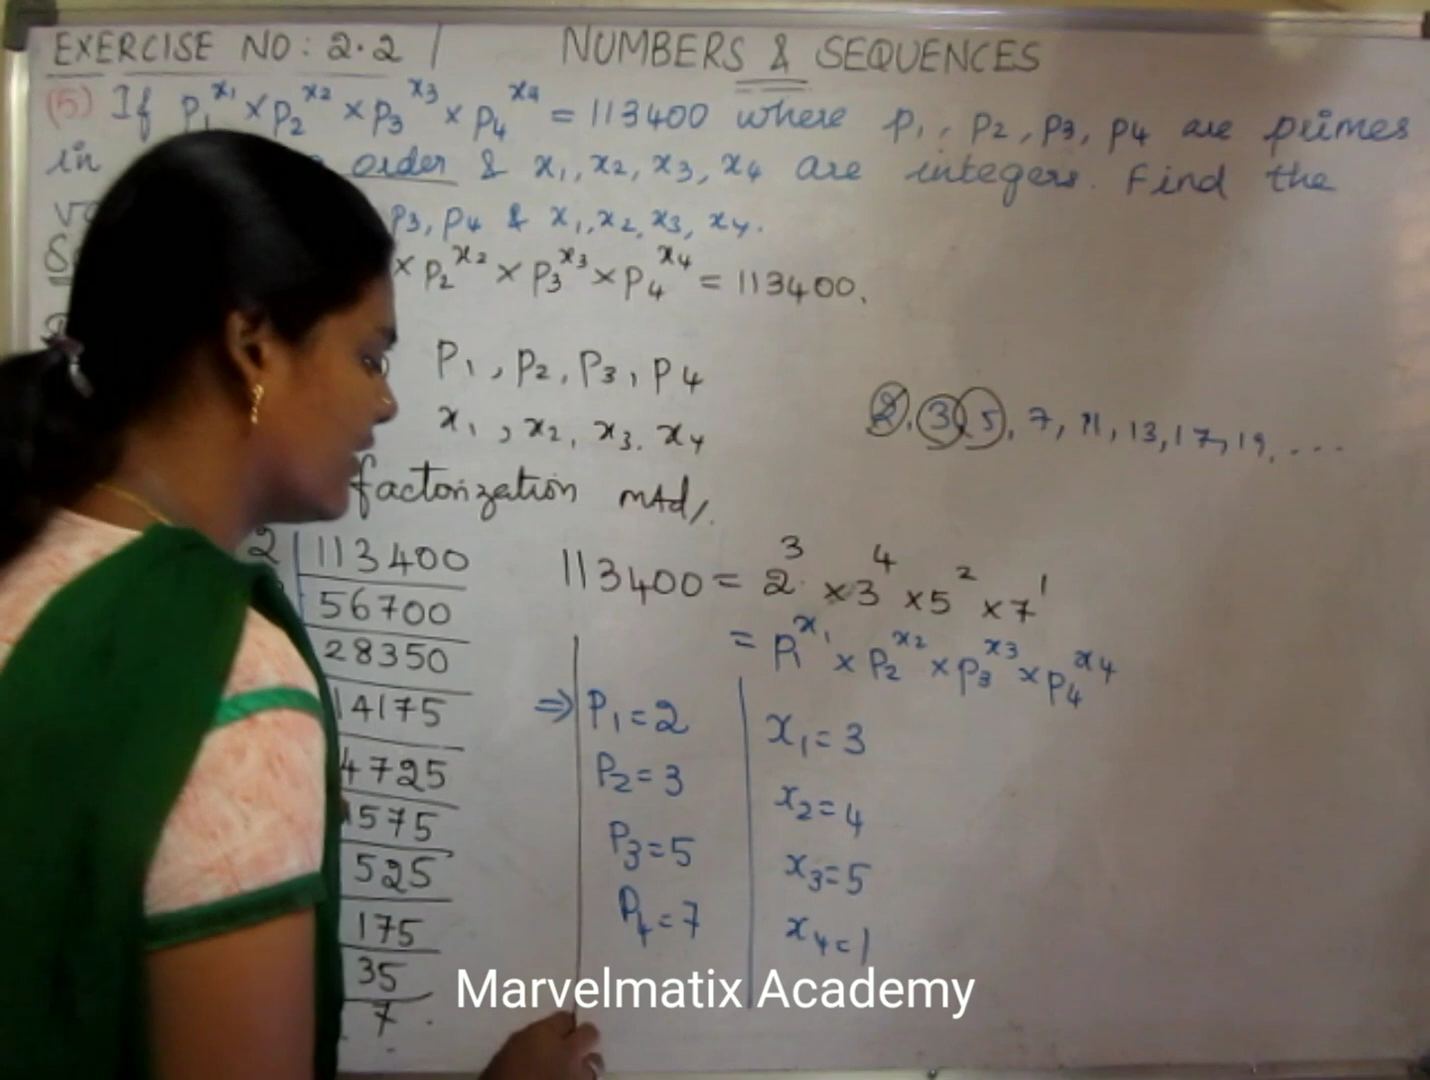 EXERCISE NO: 2.2 | NUMBERS & SEQUENCES
(5) If p₁^x₁ × p₂^x₂ × p₃^x₃ × p₄^x₄ = 113400 where p₁, p₂, p₃, p₄ are primes
in order & x₁, x₂, x₃, x₄ are integers. Find the
p₃, p₄ & x₁, x₂, x₃, x₄.
× p₂^x₂ × p₃^x₃ × p₄^x₄ = 113400.
P₁, P₂, P₃, P₄
x₁, x₂, x₃. x₄
2, 3, 5, 7, 11, 13, 17, 19, ...
factorization mtd/.
2 | 113400
56700
28350
14175
4725
1575
525
175
35
7
113400 = 2^3 × 3^4 × 5^2 × 7^1
= P₁^x₁ × P₂^x₂ × P₃^x₃ × P₄^x₄
⇒ P₁ = 2 | x₁ = 3
P₂ = 3 | x₂ = 4
P₃ = 5 | x₃ = 5
P₄ = 7 | x₄ = 1
Marvelmatix Academy